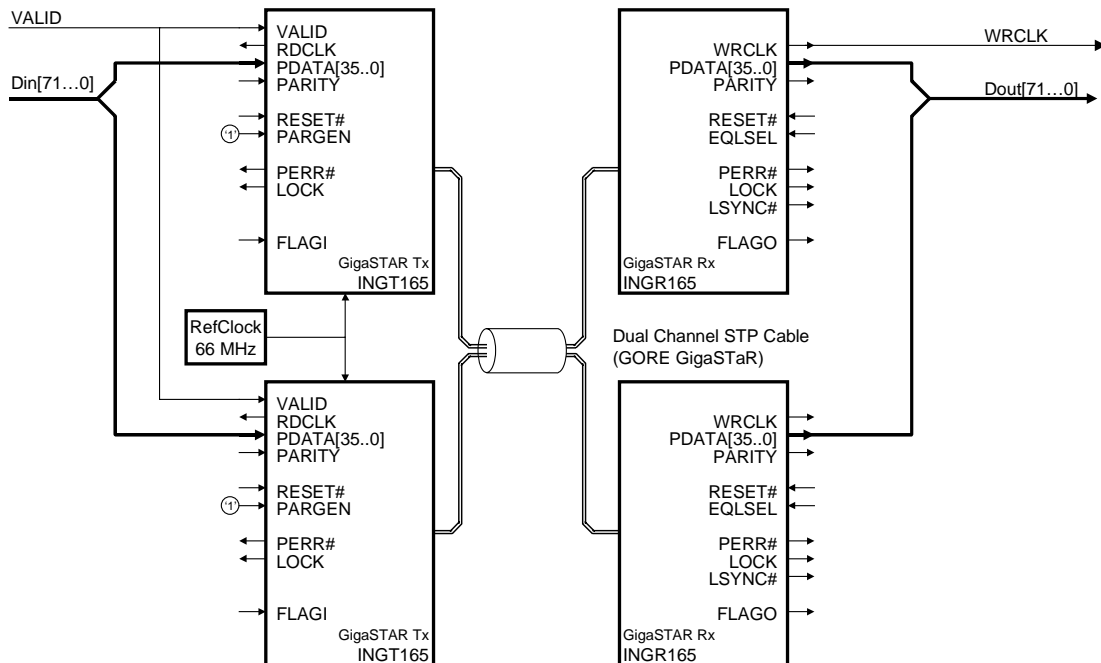 VALID
Din[71…0]
VALID
RDCLK
PDATA[35..0]
PARITY
RESET#
‘1’
PARGEN
PERR#
LOCK
FLAGI
GigaSTAR Tx
INGT165
WRCLK
PDATA[35..0]
PARITY
RESET#
EQLSEL
PERR#
LOCK
LSYNC#
FLAGO
GigaSTAR Rx
INGR165
WRCLK
Dout[71…0]
RefClock
66 MHz
Dual Channel STP Cable
(GORE GigaSTaR)
VALID
RDCLK
PDATA[35..0]
PARITY
RESET#
‘1’
PARGEN
PERR#
LOCK
FLAGI
GigaSTAR Tx
INGT165
WRCLK
PDATA[35..0]
PARITY
RESET#
EQLSEL
PERR#
LOCK
LSYNC#
FLAGO
GigaSTAR Rx
INGR165